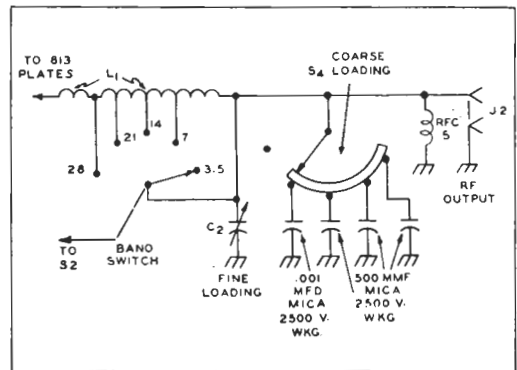 TO 813
PLATES
L1
COARSE
S4 LOADING
28
21
14
7
3.5
RFC
5
J2
RF
OUTPUT
TO
S2
BAND
SWITCH
C2
FINE
LOADING
.001
MFD
MICA
2500 V.
WKG.
500 MMF
MICA
2500 V.
WKG